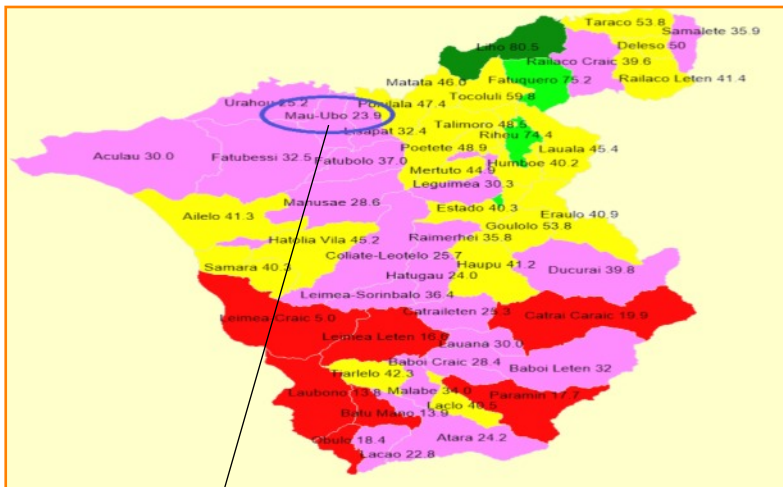 Taraco 53.8
Samalete 35.9
Liho 80.5
Deleso 50
Railaco Craic 39.6
Matata 46.0
Fatuquero 75.2
Railaco Leten 41.4
Urahou 25.2
Ponilala 47.4
Tocoluli 59.8
Mau-Ubo 23.9
Lisapat 32.4
Talimoro 48.5
Rihou 74.4
Poetete 48.9
Lauala 45.4
Aculau 30.0
Fatubessi 32.5
Fatubolo 37.0
Humboe 40.2
Mertuto 44.9
Leguimea 30.3
Manusae 28.6
Estado 40.3
Ailelo 41.3
Eraulo 40.9
Goulolo 53.8
Hatolia Vila 45.2
Raimerhei 35.8
Coliate-Leotelo 25.7
Samara 40.3
Haupu 41.2
Ducurai 39.8
Hatugau 24.0
Leimea-Sorinbalo 36.4
Catraileten 25.3
Leimea Craic 5.0
Catrai Caraic 19.9
Leimea Leten
Lauana 30.0
Baboi Craic 28.4
Baboi Leten 32
42.3
Laubono 13.8
Malabe 34.0
Paramin 17.7
Laclo
Batu Mano 13.9
Obulo 18.4
Atara 24.2
Lacao 22.8